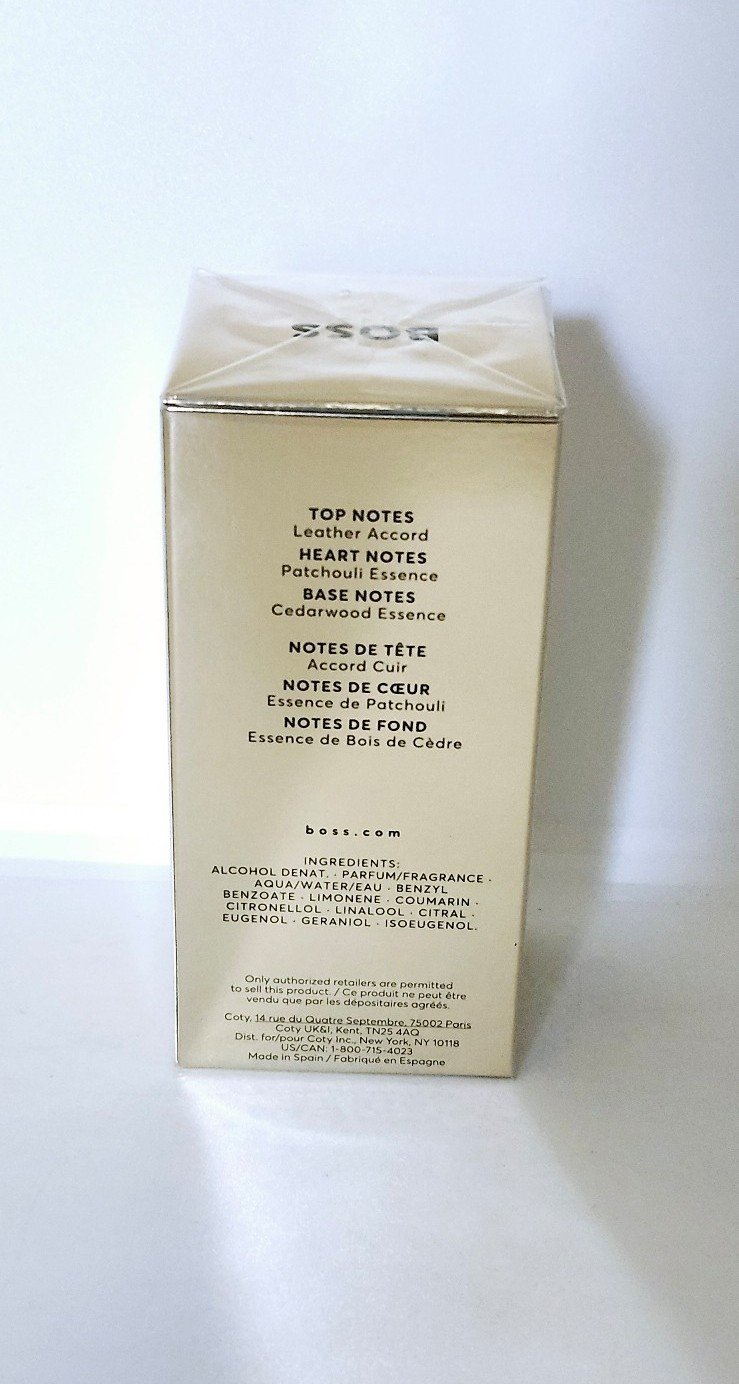 BOSS
TOP NOTES
Leather Accord
HEART NOTES
Patchouli Essence
BASE NOTES
Cedarwood Essence
NOTES DE TÊTE
Accord Cuir
NOTES DE CŒUR
Essence de Patchouli
NOTES DE FOND
Essence de Bois de Cèdre
boss.com
INGREDIENTS:
ALCOHOL DENAT. · PARFUM/FRAGRANCE ·
AQUA/WATER/EAU · BENZYL
BENZOATE · LIMONENE · COUMARIN ·
CITRONELLOL · LINALOOL · CITRAL ·
EUGENOL · GERANIOL · ISOEUGENOL.
Only authorized retailers are permitted
to sell this product. / Ce produit ne peut être
vendu que par les dépositaires agréés.
Coty, 14 rue du Quatre Septembre, 75002 Paris
Coty UK&I, Kent, TN25 4AQ
Dist. for/pour Coty Inc., New York, NY 10118
US/CAN: 1-800-715-4023
Made in Spain / Fabriqué en Espagne